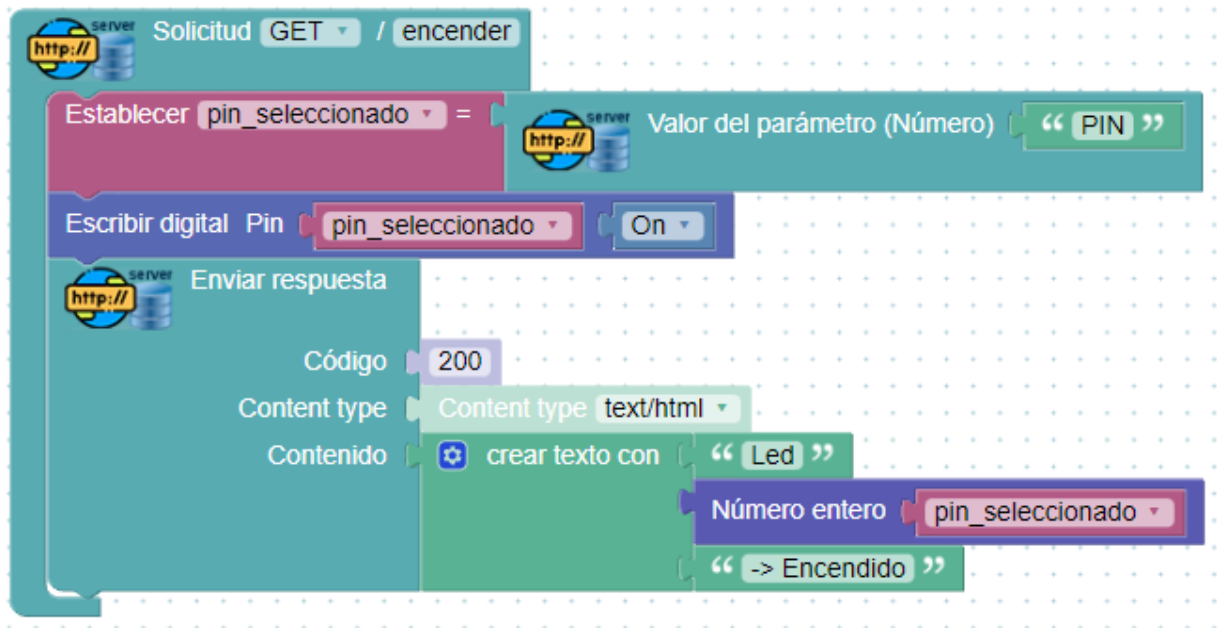 server
http://
Solicitud GET / encender
Establecer pin_seleccionado =
server
http://
Valor del parámetro (Número) “ PIN ”
Escribir digital Pin pin_seleccionado On
server
http://
Enviar respuesta
Código 200
Content type Content type text/html
Contenido crear texto con “ Led ”
Número entero pin_seleccionado
“ -> Encendido ”